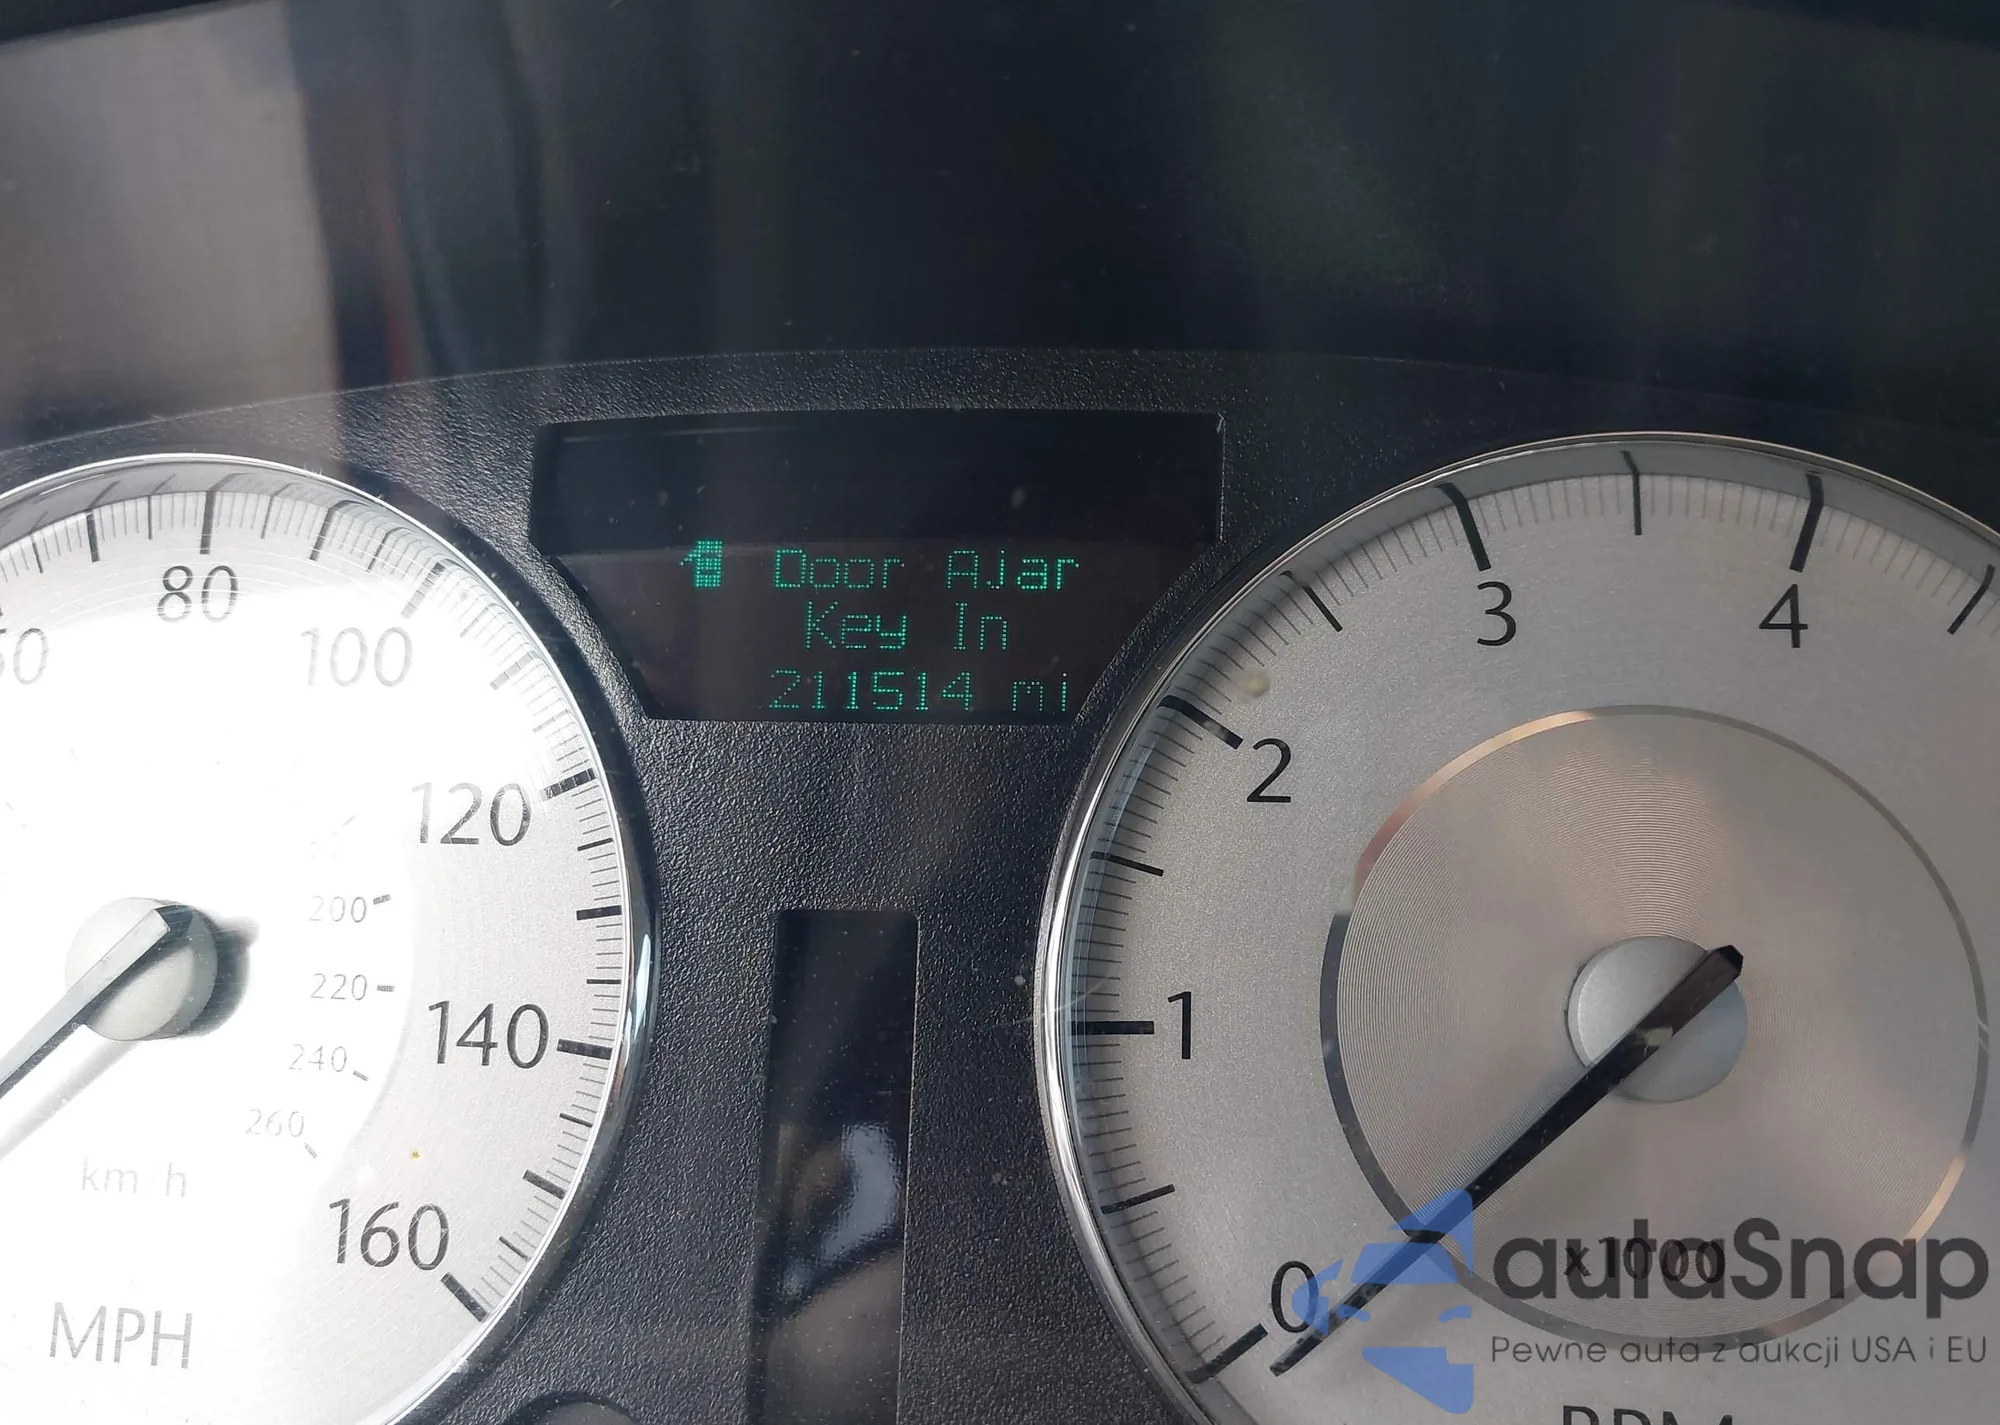 Door Ajar
Key In
211514 mi
80
100
120
140
160
200
220
240
260
km/h
MPH
0
1
2
3
4
x1000
RPM
autaSnap
Pewne auta z aukcji USA i EU